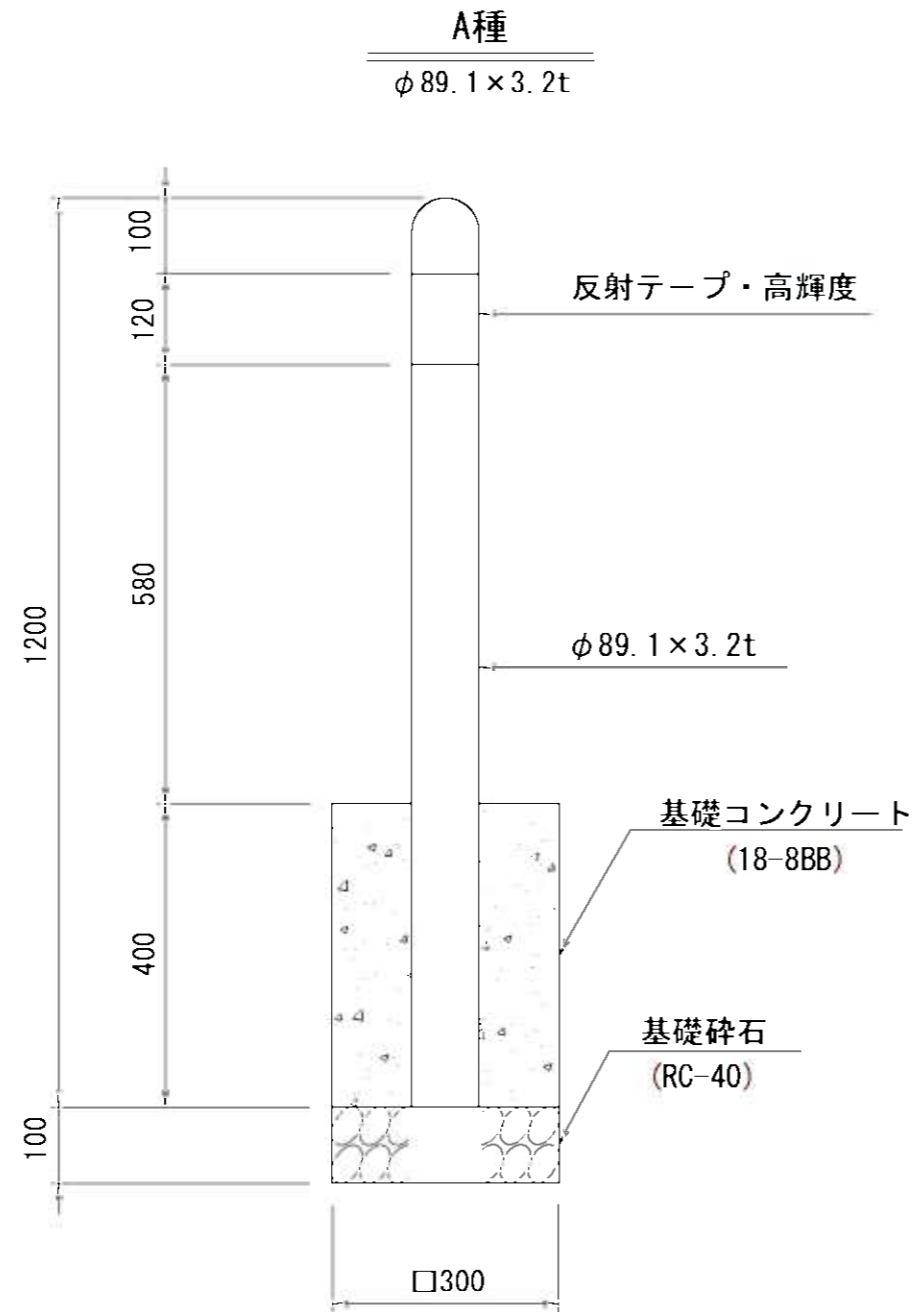 A種
φ89.1×3.2t
100
120
反射テープ・高輝度
580
1200
φ89.1×3.2t
基礎コンクリート
(18-8BB)
400
基礎砕石
(RC-40)
100
□300